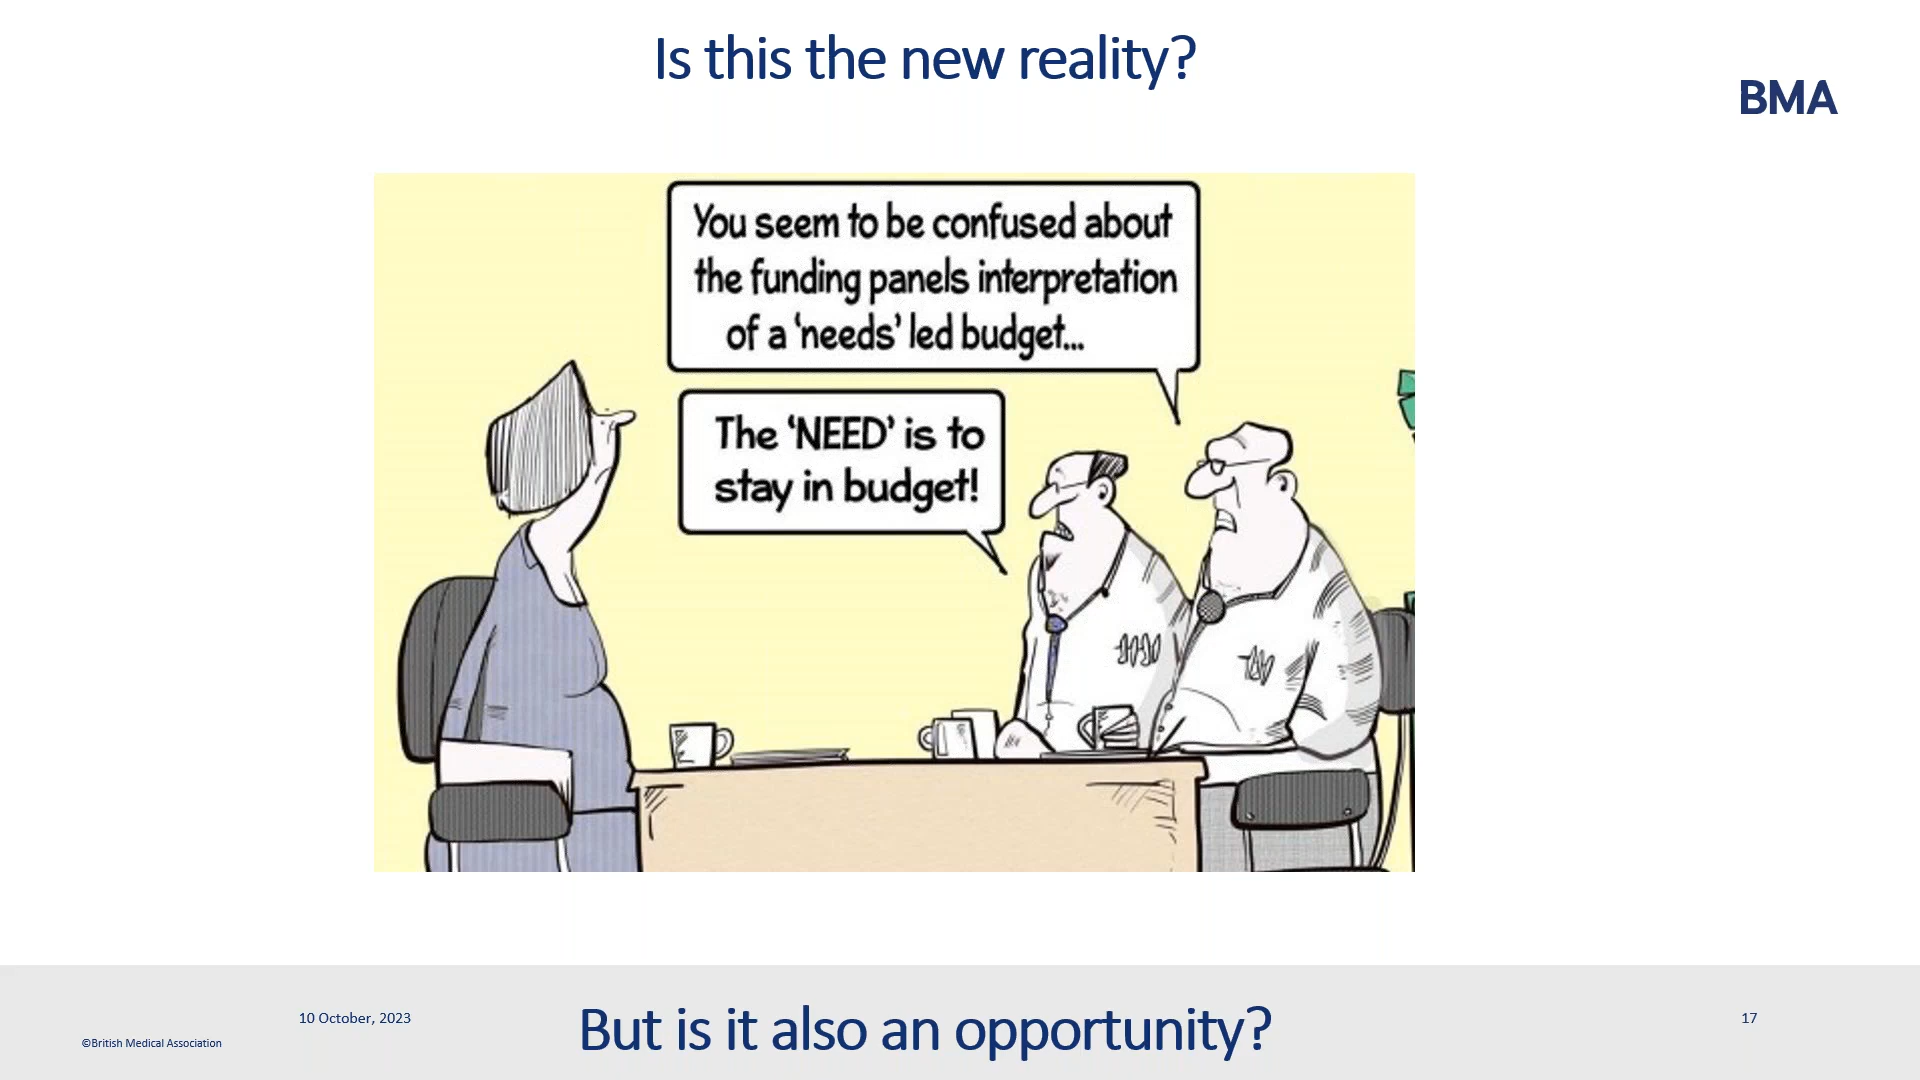 Is this the new reality?
BMA
You seem to be confused about
the funding panels interpretation
of a ‘needs’ led budget...
The ‘NEED’ is to
stay in budget!
10 October, 2023
But is it also an opportunity?
17
©British Medical Association